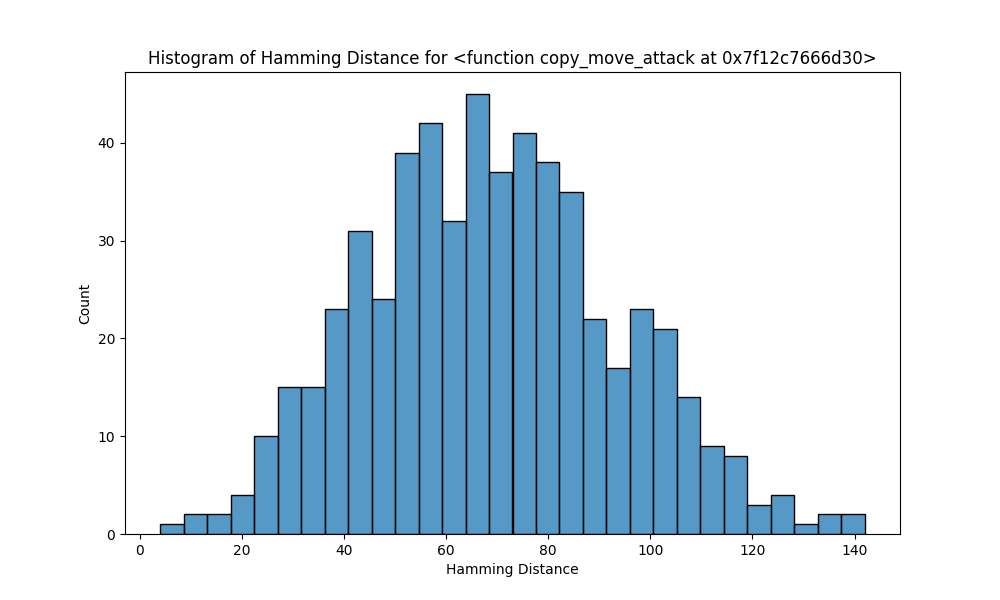 Histogram of Hamming Distance for <function copy_move_attack at 0x7f12c7666d30>
Count
40
30
20
10
0
0 20 40 60 80 100 120 140
Hamming Distance